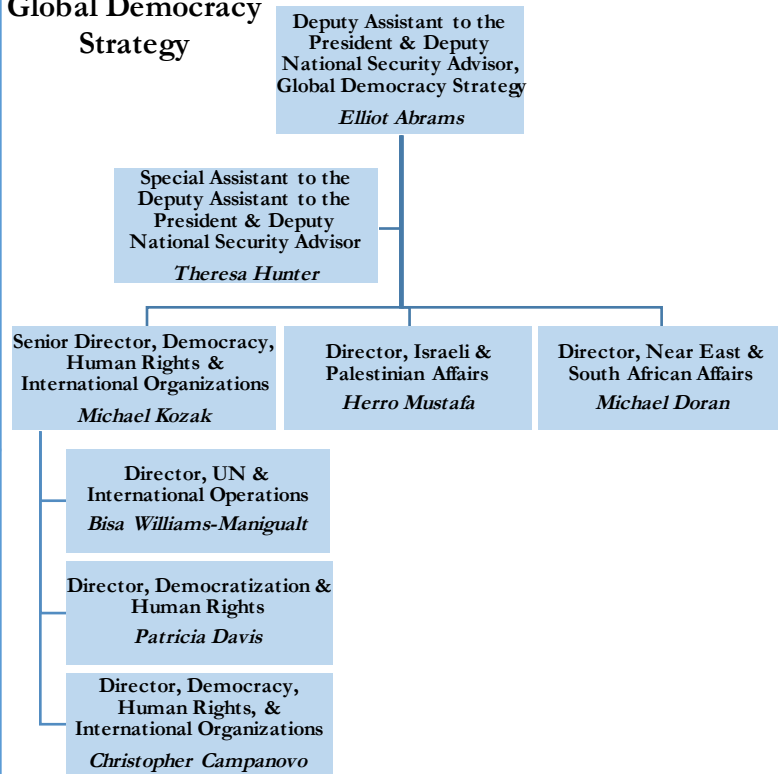 Global Democracy
Strategy
Deputy Assistant to the
President & Deputy
National Security Advisor,
Global Democracy Strategy
Elliot Abrams
Special Assistant to the
Deputy Assistant to the
President & Deputy
National Security Advisor
Theresa Hunter
Senior Director, Democracy,
Human Rights &
International Organizations
Michael Kozak
Director, Israeli &
Palestinian Affairs
Herro Mustafa
Director, Near East &
South African Affairs
Michael Doran
Director, UN &
International Operations
Bisa Williams-Manigualt
Director, Democratization &
Human Rights
Patricia Davis
Director, Democracy,
Human Rights, &
International Organizations
Christopher Campanovo